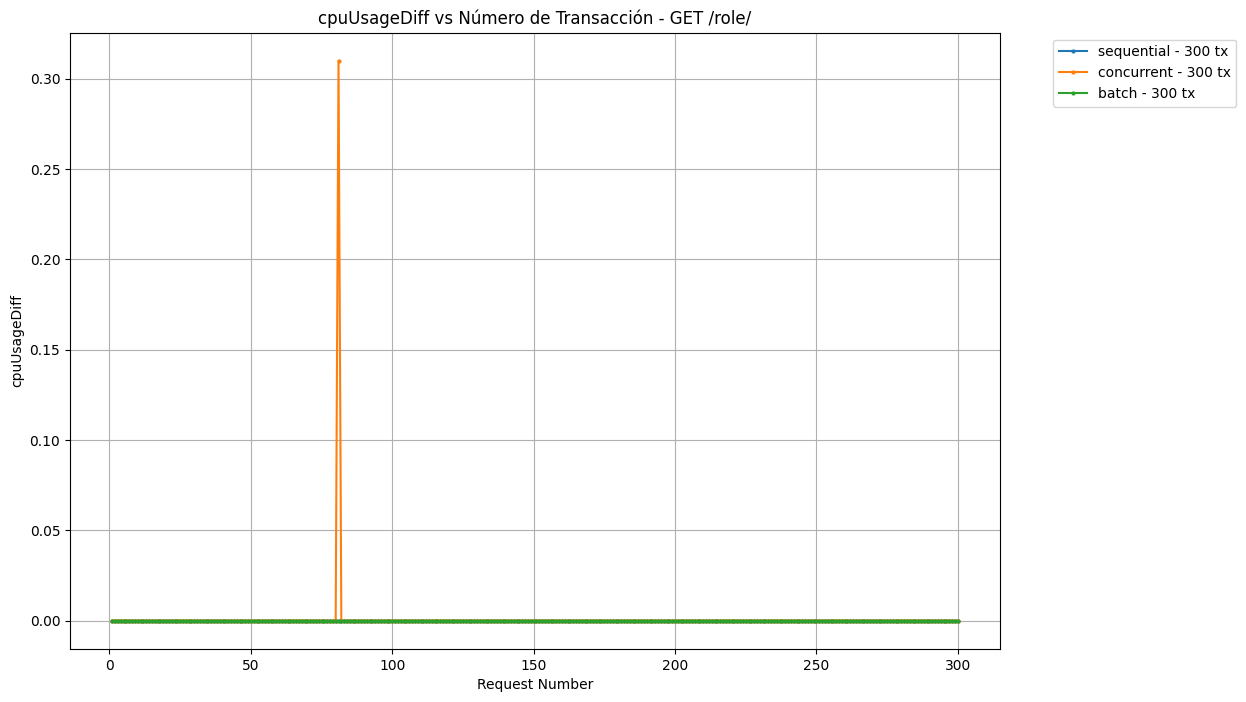 cpuUsageDiff vs Número de Transacción - GET /role/
sequential - 300 tx
concurrent - 300 tx
batch - 300 tx
cpuUsageDiff
0.30
0.25
0.20
0.15
0.10
0.05
0.00
0 50 100 150 200 250 300
Request Number